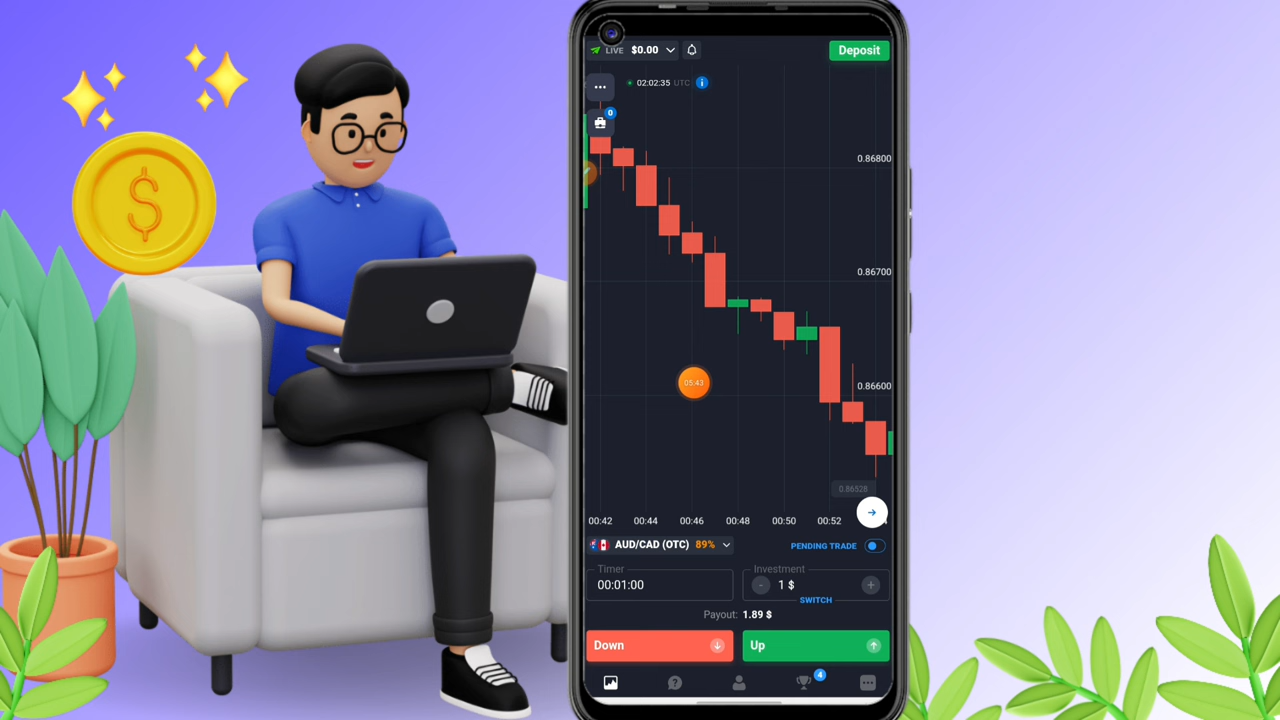 LIVE $0.00
Deposit
02:02:35 UTC i
0
0.86800
0.86700
05:43
0.86600
0.86528
00:42 00:44 00:46 00:48 00:50 00:52
AUD/CAD (OTC) 89%
PENDING TRADE
Timer
00:01:00
Investment
- 1 $ +
SWITCH
Payout: 1.89 $
Down
Up
?
4
$